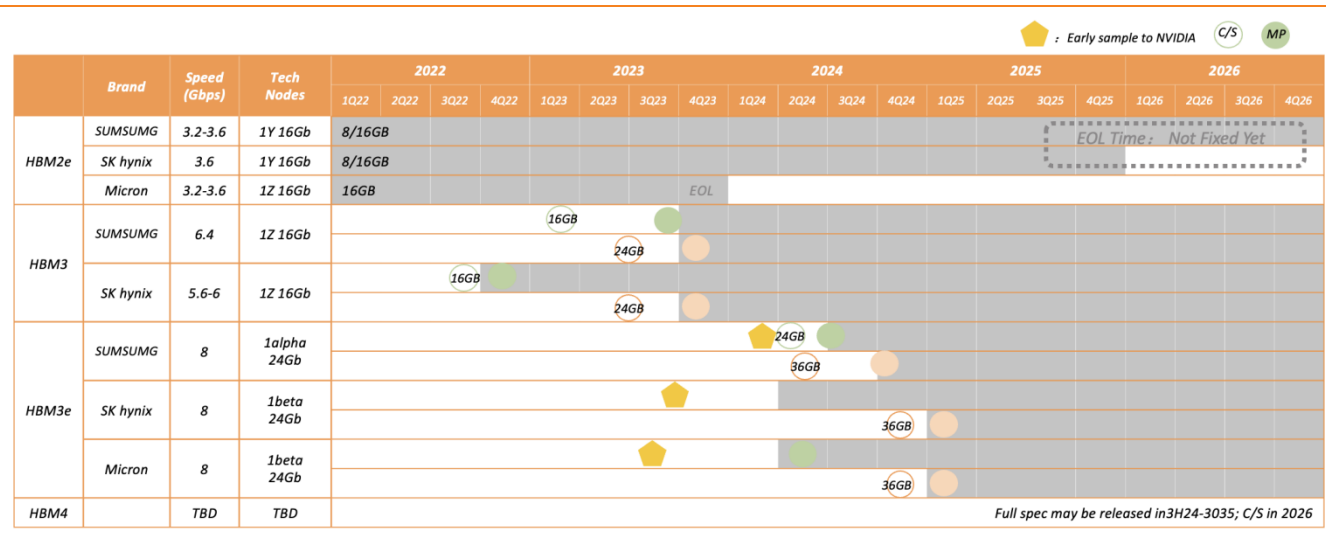 : Early sample to NVIDIA C/S MP
Brand Speed (Gbps) Tech Nodes 2022 2023 2024 2025 2026
1Q22 2Q22 3Q22 4Q22 1Q23 2Q23 3Q23 4Q23 1Q24 2Q24 3Q24 4Q24 1Q25 2Q25 3Q25 4Q25 1Q26 2Q26 3Q26 4Q26
HBM2e
SUMSUMG 3.2-3.6 1Y 16Gb 8/16GB
EOL Time: Not Fixed Yet
SK hynix 3.6 1Y 16Gb 8/16GB
Micron 3.2-3.6 1Z 16Gb 16GB EOL
HBM3
SUMSUMG 6.4 1Z 16Gb
16GB
24GB
SK hynix 5.6-6 1Z 16Gb
16GB
24GB
HBM3e
SUMSUMG 8 1alpha 24Gb
24GB
36GB
SK hynix 8 1beta 24Gb
36GB
Micron 8 1beta 24Gb
36GB
HBM4 TBD TBD Full spec may be released in3H24-3035; C/S in 2026